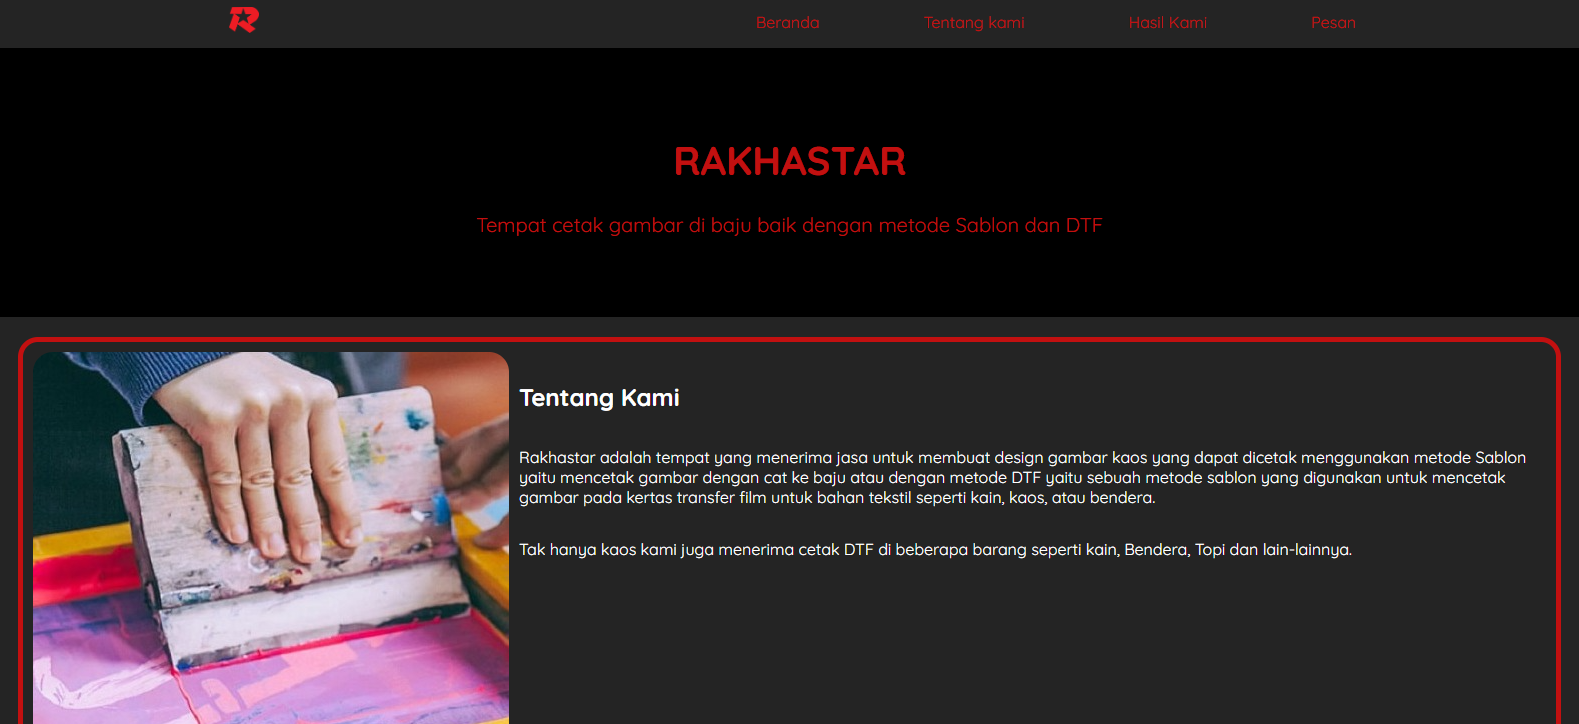 R
Beranda Tentang kami Hasil Kami Pesan
RAKHASTAR
Tempat cetak gambar di baju baik dengan metode Sablon dan DTF
Tentang Kami
Rakhastar adalah tempat yang menerima jasa untuk membuat design gambar kaos yang dapat dicetak menggunakan metode Sablon
yaitu mencetak gambar dengan cat ke baju atau dengan metode DTF yaitu sebuah metode sablon yang digunakan untuk mencetak
gambar pada kertas transfer film untuk bahan tekstil seperti kain, kaos, atau bendera.
Tak hanya kaos kami juga menerima cetak DTF di beberapa barang seperti kain, Bendera, Topi dan lain-lainnya.